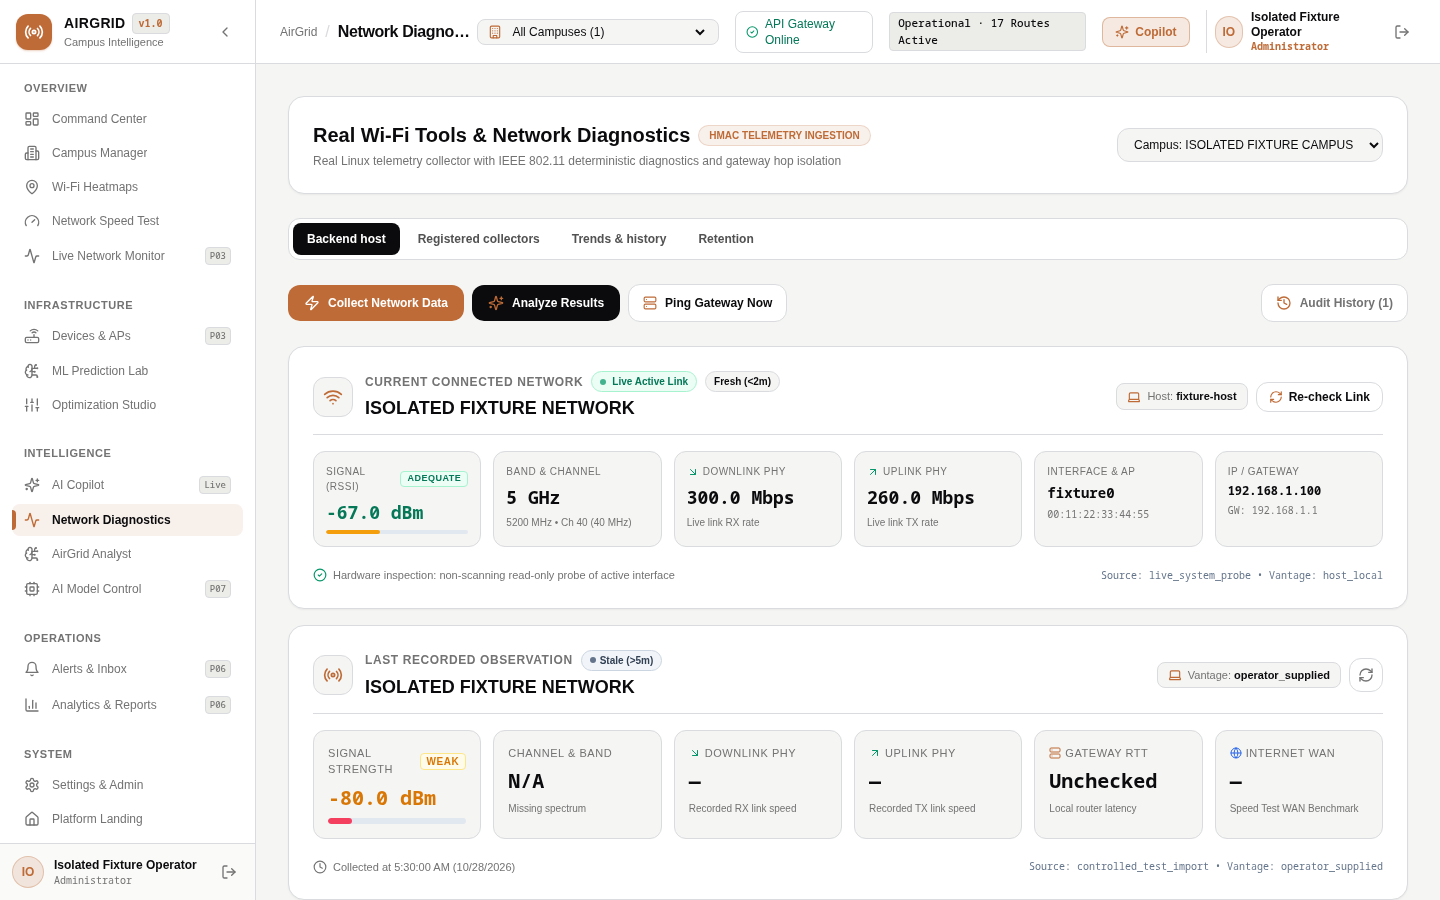 AIRGRID v1.0
Campus Intelligence
OVERVIEW
Command Center
Campus Manager
Wi-Fi Heatmaps
Network Speed Test
Live Network Monitor P03
INFRASTRUCTURE
Devices & APs P03
ML Prediction Lab
Optimization Studio
INTELLIGENCE
AI Copilot Live
Network Diagnostics
AirGrid Analyst
AI Model Control P07
OPERATIONS
Alerts & Inbox P06
Analytics & Reports P06
SYSTEM
Settings & Admin
Platform Landing
IO Isolated Fixture Operator
Administrator
AirGrid / Network Diagno...
All Campuses (1)
API Gateway
Online
Operational · 17 Routes
Active
Copilot
IO
Isolated Fixture
Operator
Administrator
Real Wi-Fi Tools & Network Diagnostics HMAC TELEMETRY INGESTION
Real Linux telemetry collector with IEEE 802.11 deterministic diagnostics and gateway hop isolation
Campus: ISOLATED FIXTURE CAMPUS
Backend host Registered collectors Trends & history Retention
Collect Network Data Analyze Results Ping Gateway Now Audit History (1)
CURRENT CONNECTED NETWORK Live Active Link Fresh (<2m)
ISOLATED FIXTURE NETWORK
Host: fixture-host Re-check Link
SIGNAL
(RSSI)
ADEQUATE
-67.0 dBm
BAND & CHANNEL
5 GHz
5200 MHz • Ch 40 (40 MHz)
DOWNLINK PHY
300.0 Mbps
Live link RX rate
UPLINK PHY
260.0 Mbps
Live link TX rate
INTERFACE & AP
fixture0
00:11:22:33:44:55
IP / GATEWAY
192.168.1.100
GW: 192.168.1.1
Hardware inspection: non-scanning read-only probe of active interface
Source: live_system_probe • Vantage: host_local
LAST RECORDED OBSERVATION Stale (>5m)
ISOLATED FIXTURE NETWORK
Vantage: operator_supplied
SIGNAL
STRENGTH
WEAK
-80.0 dBm
CHANNEL & BAND
N/A
Missing spectrum
DOWNLINK PHY
—
Recorded RX link speed
UPLINK PHY
—
Recorded TX link speed
GATEWAY RTT
Unchecked
Local router latency
INTERNET WAN
—
Speed Test WAN Benchmark
Collected at 5:30:00 AM (10/28/2026)
Source: controlled_test_import • Vantage: operator_supplied